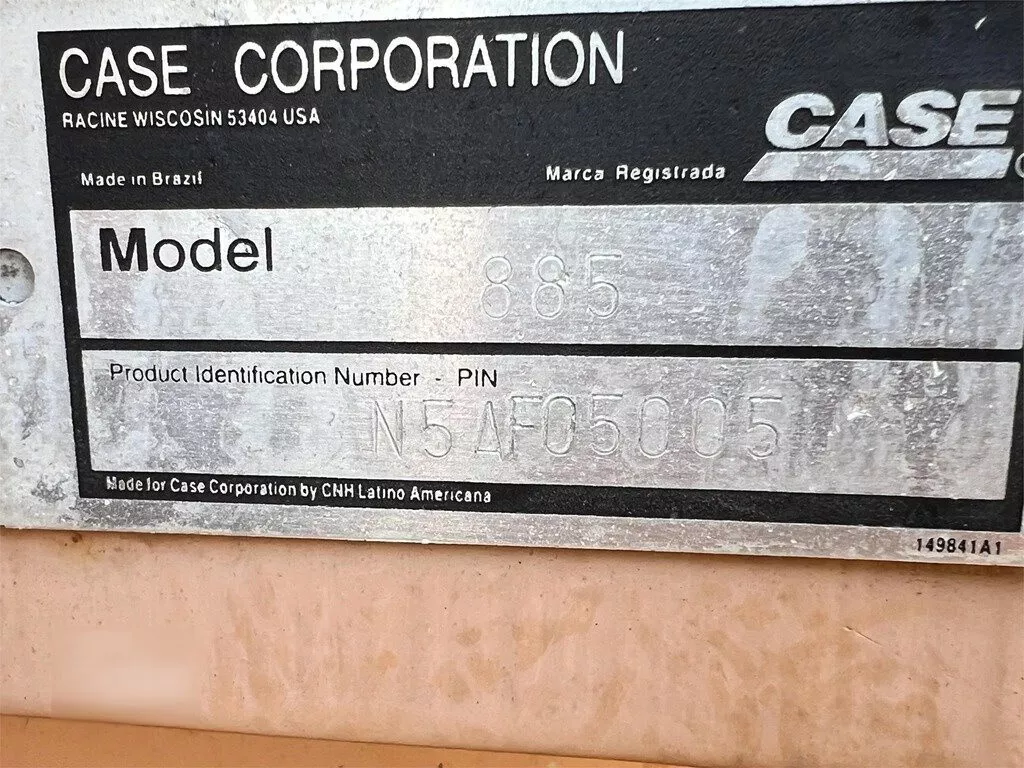 CASE CORPORATION
RACINE WISCOSIN 53404 USA
CASE
Made in Brazil
Marca Registrada
Model
885
Product Identification Number - PIN
N5AF05005
Made for Case Corporation by CNH Latino Americana
149841A1